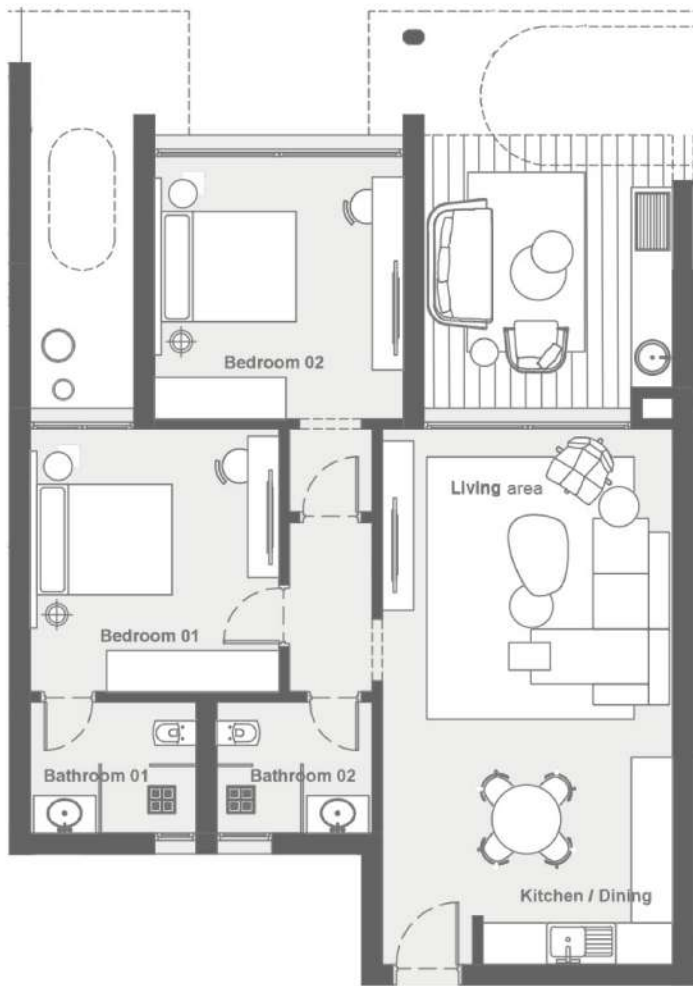 Bedroom 02
Living area
Bedroom 01
Bathroom 01
Bathroom 02
Kitchen / Dining